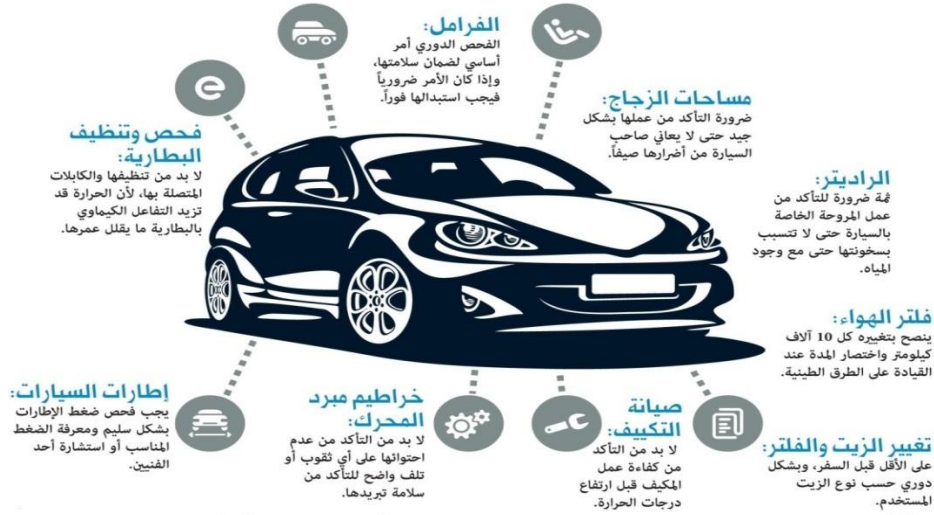 الفرامل:
الفحص الدوري أمر
أساسي لضمان سلامتها،
وإذا كان الأمر ضرورياً
فيجب استبدالها فوراً.
مساحات الزجاج:
ضرورة التأكد من عملها بشكل
جيد حتى لا يعاني صاحب
السيارة من أضرارها صيفاً.
فحص وتنظيف
البطارية:
لا بد من تنظيفها والكابلات
المتصلة بها، لأن الحرارة قد
تزيد التفاعل الكيماوي
بالبطارية ما يقلل عمرها.
الراديتر:
ثمة ضرورة للتأكد من
عمل المروحة الخاصة
بالسيارة حتى لا تتسبب
بسخونتها حتى مع وجود
المياه.
فلتر الهواء:
ينصح بتغييره كل 10 آلاف
كيلومتر واختصار المدة عند
القيادة على الطرق الطينية.
تغيير الزيت والفلتر:
على الأقل قبل السفر، وبشكل
دوري حسب نوع الزيت
المستخدم.
صيانة
التكييف:
لا بد من التأكد
من كفاءة عمل
المكيف قبل ارتفاع
درجات الحرارة.
خراطيم مبرد
المحرك:
لا بد من التأكد من عدم
احتوائها على أي ثقوب أو
تلف واضح للتأكد من
سلامة تبريدها.
إطارات السيارات:
يجب فحص ضغط الإطارات
بشكل سليم ومعرفة الضغط
المناسب أو استشارة أحد
الفنيين.